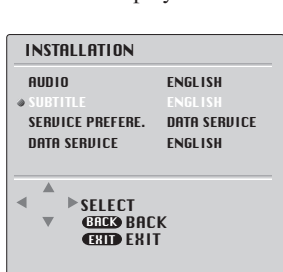 INSTALLATION
AUDIO ENGLISH
SUBTITLE ENGLISH
SERVICE PREFERE. DATA SERVICE
DATA SERVICE ENGLISH
SELECT
BACK BACK
EXIT EXIT